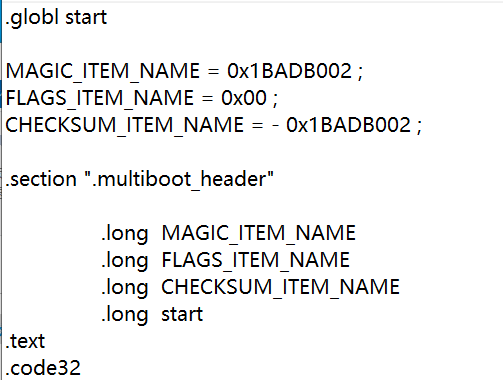 .globl start
MAGIC_ITEM_NAME = 0x1BADB002 ;
FLAGS_ITEM_NAME = 0x00 ;
CHECKSUM_ITEM_NAME = - 0x1BADB002 ;
.section ".multiboot_header"
.long MAGIC_ITEM_NAME
.long FLAGS_ITEM_NAME
.long CHECKSUM_ITEM_NAME
.long start
.text
.code32